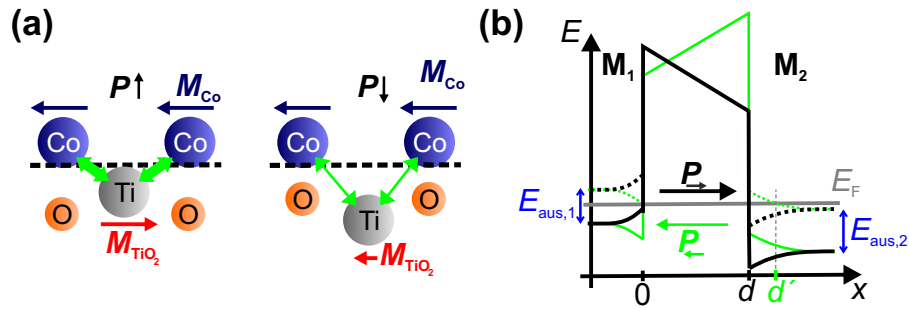 (a)
P↑
M_Co
Co
Co
Ti
O
O
M_TiO₂
P↓
M_Co
Co
Co
Ti
O
O
M_TiO₂
(b)
E
M₁
M₂
P→
E_F
E_aus,1
P←
E_aus,2
0
d
d´
x